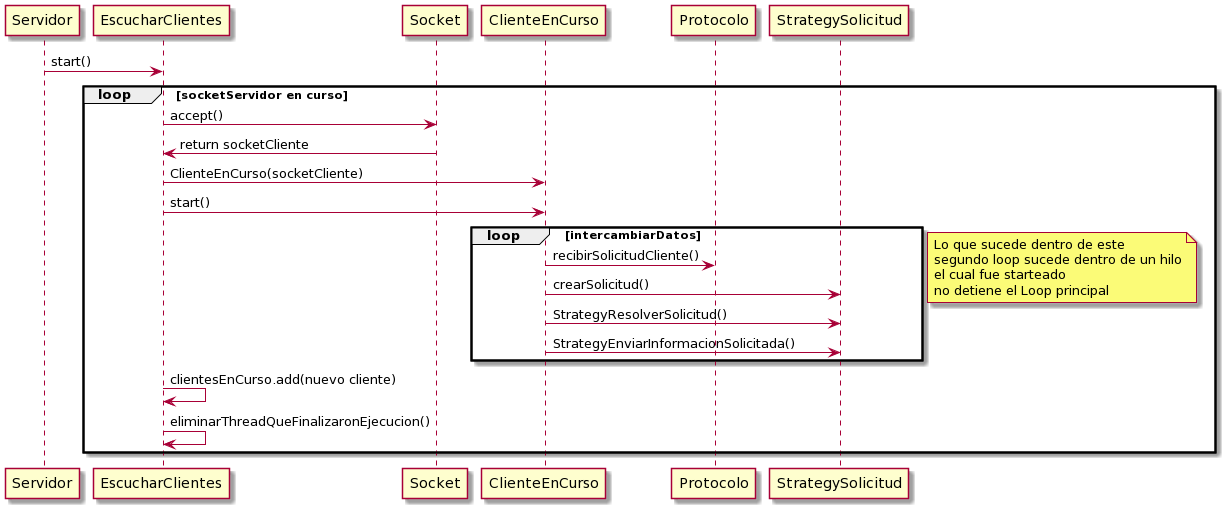 Servidor
EscucharClientes
Socket
ClienteEnCurso
Protocolo
StrategySolicitud
start()
loop
[socketServidor en curso]
accept()
return socketCliente
ClienteEnCurso(socketCliente)
start()
loop
[intercambiarDatos]
recibirSolicitudCliente()
crearSolicitud()
StrategyResolverSolicitud()
StrategyEnviarInformacionSolicitada()
Lo que sucede dentro de este
segundo loop sucede dentro de un hilo
el cual fue starteado
no detiene el Loop principal
clientesEnCurso.add(nuevo cliente)
eliminarThreadQueFinalizaronEjecucion()
Servidor
EscucharClientes
Socket
ClienteEnCurso
Protocolo
StrategySolicitud